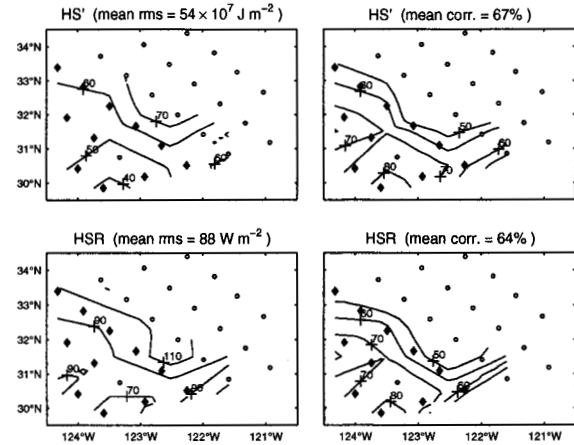 HS' (mean rms = 54 × 10⁷ J m⁻²)
HS' (mean corr. = 67%)
34°N
33°N
32°N
31°N
30°N
60
70
50
40
60
60
50
70
60
80
70
HSR (mean rms = 88 W m⁻²)
HSR (mean corr. = 64%)
34°N
33°N
32°N
31°N
30°N
90
110
90
70
50
70
50
70
60
80
124°W
123°W
122°W
121°W
124°W
123°W
122°W
121°W